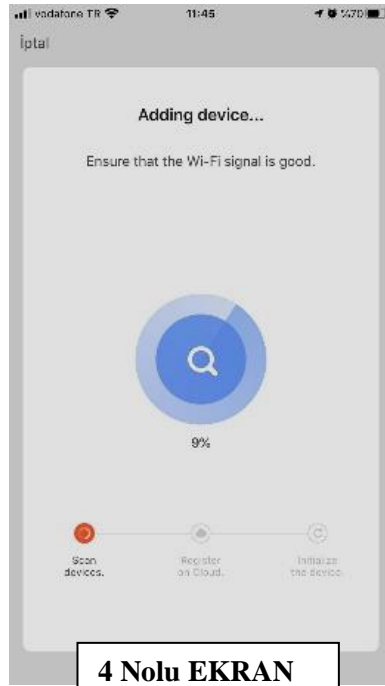 vodafone TR 11:45 %70
İptal
Adding device...
Ensure that the Wi-Fi signal is good.
9%
Scan Register Initialize
devices. on Cloud. the device.
4 Nolu EKRAN